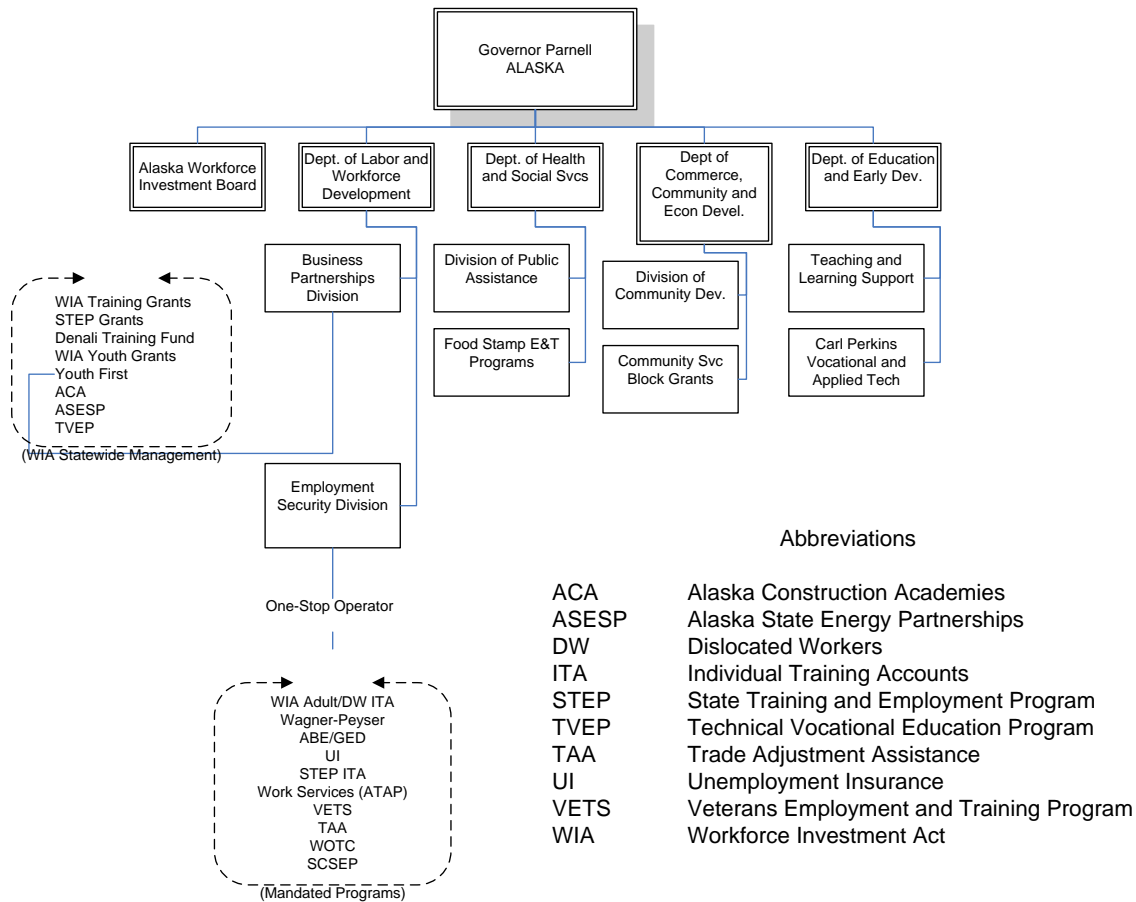 Governor Parnell
ALASKA
Alaska Workforce
Investment Board
Dept. of Labor and
Workforce
Development
Dept. of Health
and Social Svcs
Dept of
Commerce,
Community and
Econ Devel.
Dept. of Education
and Early Dev.
Business
Partnerships
Division
Division of Public
Assistance
Division of
Community Dev.
Teaching and
Learning Support
WIA Training Grants
STEP Grants
Denali Training Fund
WIA Youth Grants
Youth First
ACA
ASESP
TVEP
(WIA Statewide Management)
Food Stamp E&T
Programs
Community Svc
Block Grants
Carl Perkins
Vocational and
Applied Tech
Employment
Security Division
One-Stop Operator
WIA Adult/DW ITA
Wagner-Peyser
ABE/GED
UI
STEP ITA
Work Services (ATAP)
VETS
TAA
WOTC
SCSEP
(Mandated Programs)
Abbreviations
ACA Alaska Construction Academies
ASESP Alaska State Energy Partnerships
DW Dislocated Workers
ITA Individual Training Accounts
STEP State Training and Employment Program
TVEP Technical Vocational Education Program
TAA Trade Adjustment Assistance
UI Unemployment Insurance
VETS Veterans Employment and Training Program
WIA Workforce Investment Act